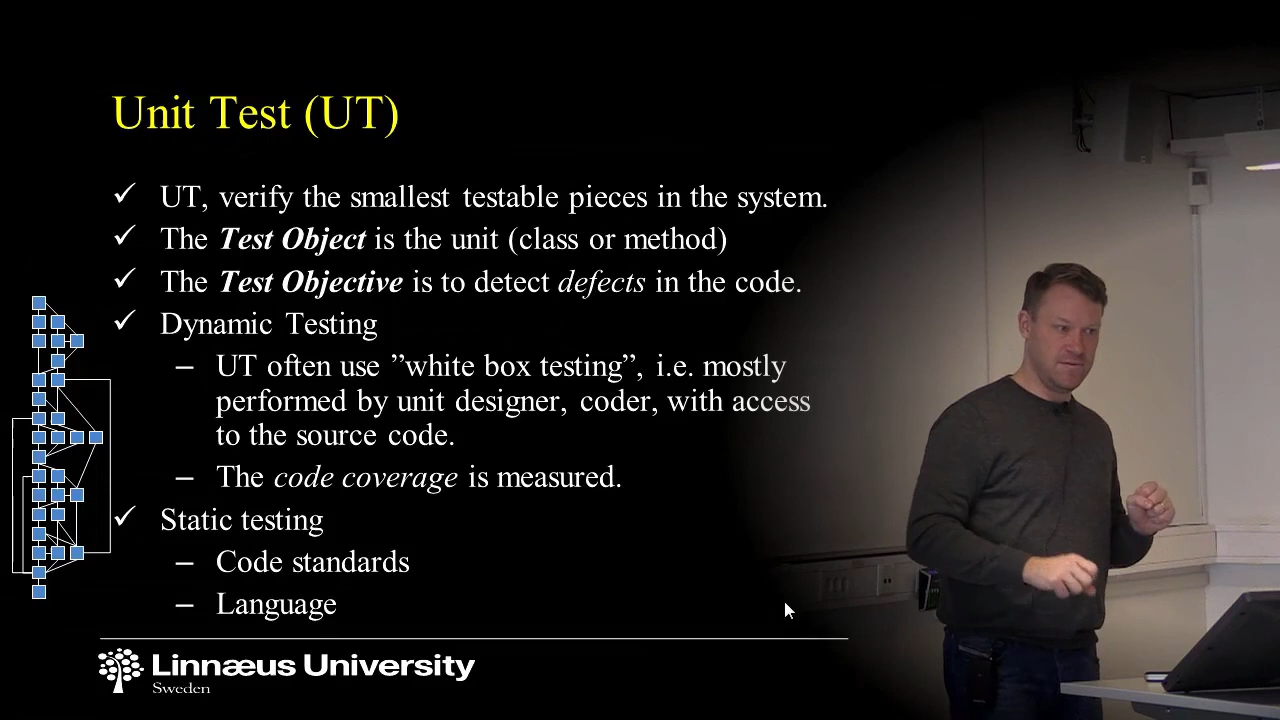 Unit Test (UT)
✓ UT, verify the smallest testable pieces in the system.
✓ The Test Object is the unit (class or method)
✓ The Test Objective is to detect defects in the code.
✓ Dynamic Testing
– UT often use ”white box testing”, i.e. mostly
performed by unit designer, coder, with access
to the source code.
– The code coverage is measured.
✓ Static testing
– Code standards
– Language
Linnæus University
Sweden